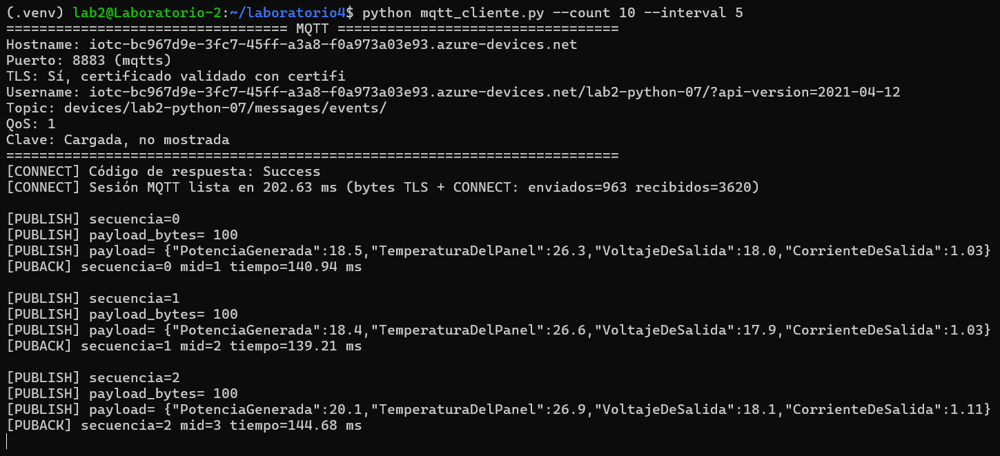 (.venv) lab2@Laboratorio-2:~/laboratorio4$ python mqtt_cliente.py --count 10 --interval 5
================================== MQTT ==================================
Hostname: iotc-bc967d9e-3fc7-45ff-a3a8-f0a973a03e93.azure-devices.net
Puerto: 8883 (mqtts)
TLS: Sí, certificado validado con certifi
Username: iotc-bc967d9e-3fc7-45ff-a3a8-f0a973a03e93.azure-devices.net/lab2-python-07/?api-version=2021-04-12
Topic: devices/lab2-python-07/messages/events/
QoS: 1
Clave: Cargada, no mostrada
==========================================================================
[CONNECT] Código de respuesta: Success
[CONNECT] Sesión MQTT lista en 202.63 ms (bytes TLS + CONNECT: enviados=963 recibidos=3620)
[PUBLISH] secuencia=0
[PUBLISH] payload_bytes= 100
[PUBLISH] payload= {"PotenciaGenerada":18.5,"TemperaturaDelPanel":26.3,"VoltajeDeSalida":18.0,"CorrienteDeSalida":1.03}
[PUBACK] secuencia=0 mid=1 tiempo=140.94 ms
[PUBLISH] secuencia=1
[PUBLISH] payload_bytes= 100
[PUBLISH] payload= {"PotenciaGenerada":18.4,"TemperaturaDelPanel":26.6,"VoltajeDeSalida":17.9,"CorrienteDeSalida":1.03}
[PUBACK] secuencia=1 mid=2 tiempo=139.21 ms
[PUBLISH] secuencia=2
[PUBLISH] payload_bytes= 100
[PUBLISH] payload= {"PotenciaGenerada":20.1,"TemperaturaDelPanel":26.9,"VoltajeDeSalida":18.1,"CorrienteDeSalida":1.11}
[PUBACK] secuencia=2 mid=3 tiempo=144.68 ms